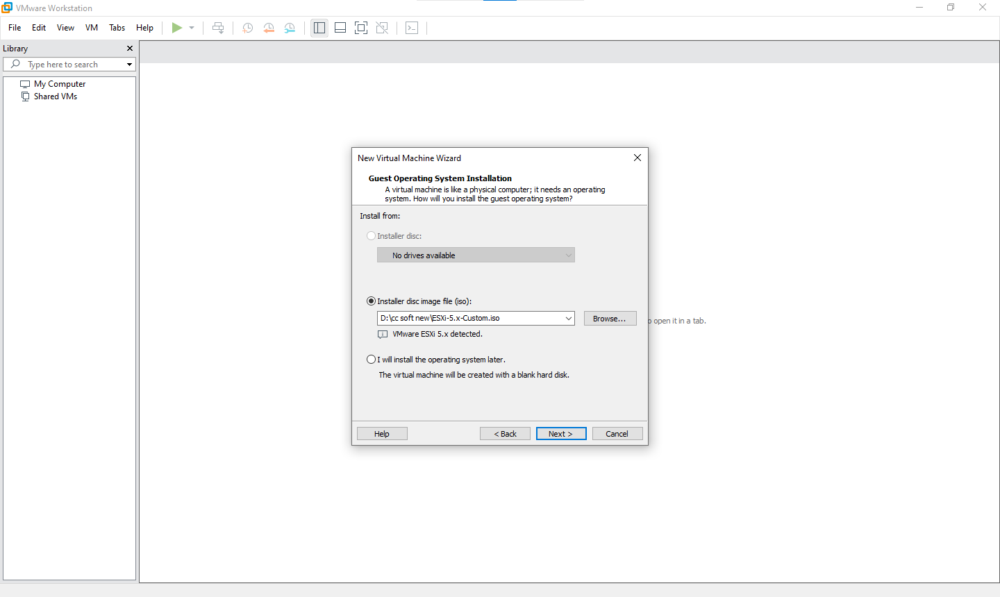 VMware Workstation
File Edit View VM Tabs Help
Library
Type here to search
My Computer
Shared VMs
New Virtual Machine Wizard
Guest Operating System Installation
A virtual machine is like a physical computer; it needs an operating
system. How will you install the guest operating system?
Install from:
Installer disc:
No drives available
Installer disc image file (iso):
D:\cc soft new\ESXi-5.x-Custom.iso
Browse...
VMware ESXi 5.x detected.
I will install the operating system later.
The virtual machine will be created with a blank hard disk.
Help < Back Next > Cancel
open it in a tab.